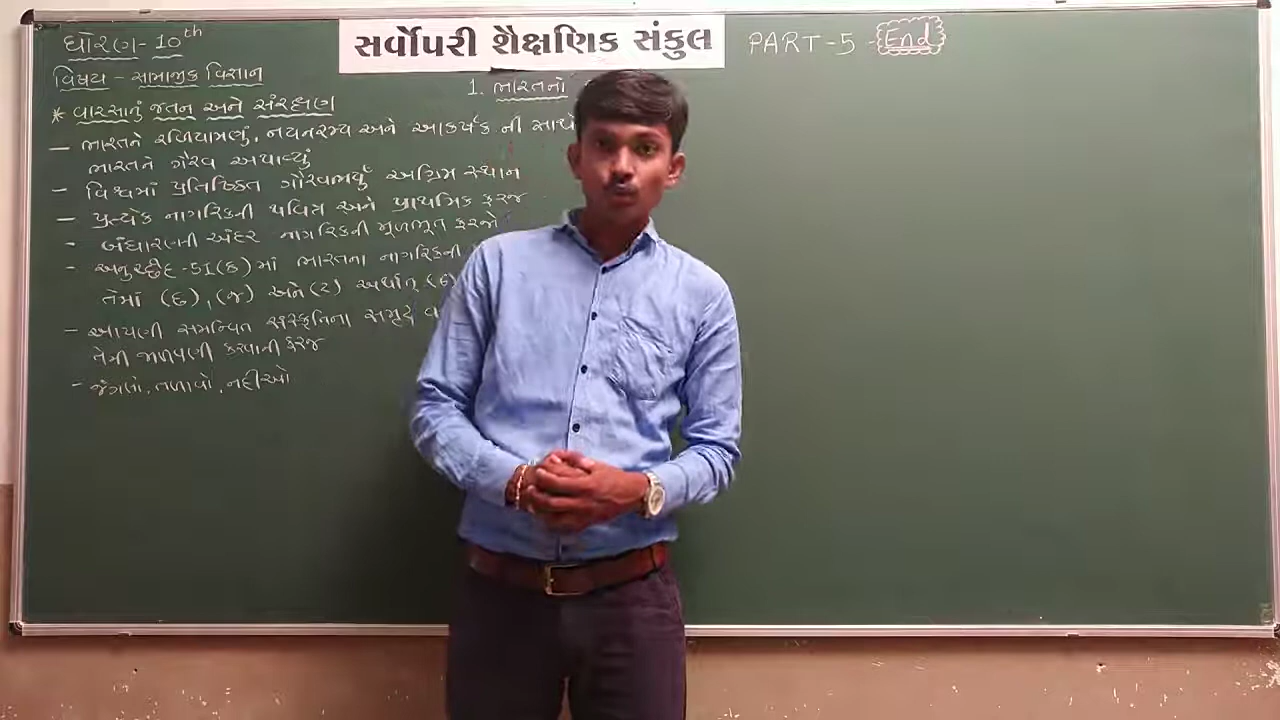 ધોરણ - 10th
સર્વોપરી શૈક્ષણિક સંકુલ
PART - 5 - End
વિષય - સામાજીક વિજ્ઞાન
1. ભારતનો
* વારસાનું જતન અને સંરક્ષણ
- ભારતને રળિયામણું, નયનરમ્ય અને આકર્ષક ની સાથે
ભારતને ગૌરવ અપાવ્યું
- વિશ્વમાં પ્રતિષ્ઠિત ગૌરવભર્યું અગ્રિમ સ્થાન
- પ્રત્યેક નાગરિકની પવિત્ર અને પ્રાથમિક ફરજ
- બંધારણની અંદર નાગરિકની મૂળભૂત ફરજો
- અનુચ્છેદ - 51(ક) માં ભારતના નાગરિકની
તેમાં (છ), (જ) અને (ટ) અર્થાત્ (6)
- આપણી સમન્વિત સંસ્કૃતિના સમૃદ્ધ વ
તેની જાળવણી કરવાની ફરજ
- જંગલો, તળાવો, નદીઓ